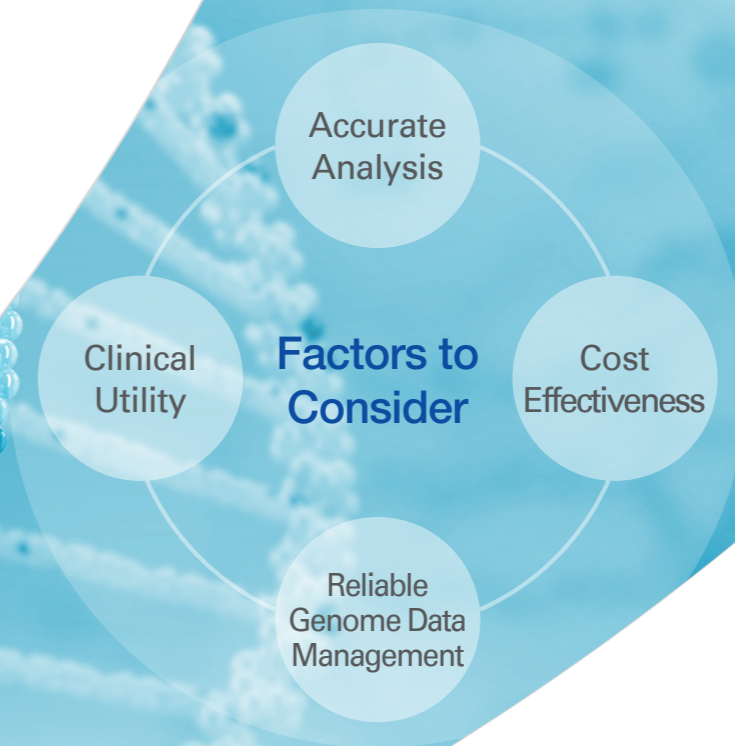 Accurate
Analysis
Clinical
Utility
Factors to
Consider
Cost
Effectiveness
Reliable
Genome Data
Management